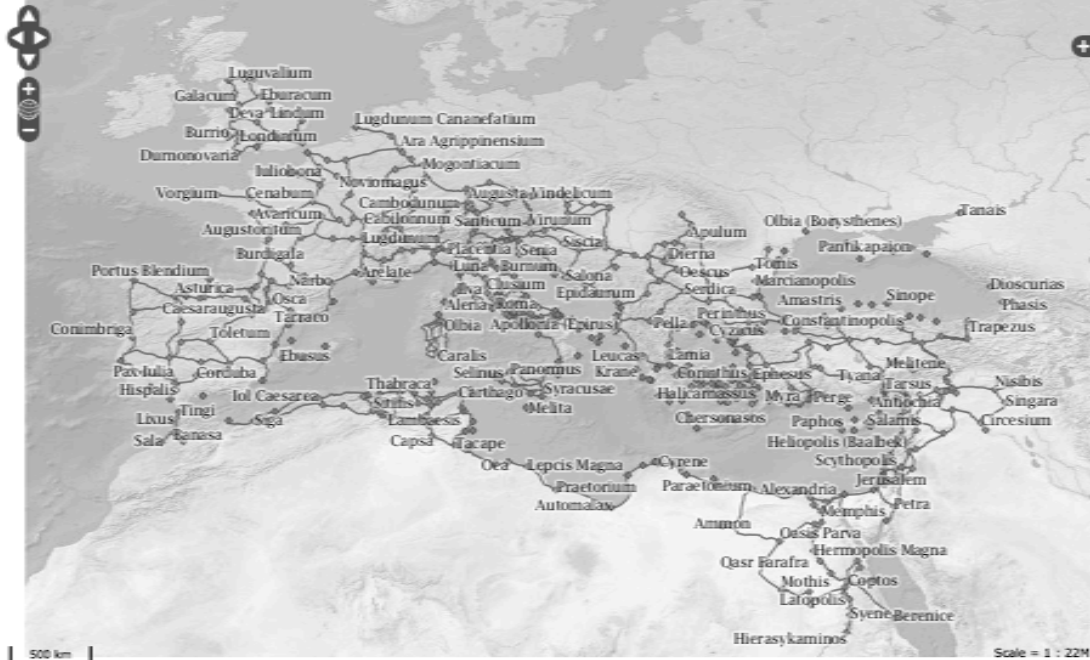 Luguvalium
Galacum Eburacum
Deva Lindum
Lugdunum Cananefatium
Burrio Londinium
Ara Agrippinensium
Durnonovaria
Mogontiacum
Iuliobona
Noviomagus
Vorgium Cenabum
Augusta Vindelicum
Cambodunum
Avaricum
Cabilonnum Santicum Virunum
Tanais
Olbia (Borysthenes)
Augustoritum
Lugdunum
Apulum
Siscia
Pantikapaion
Burdigala
Placentia Senia
Dierna
Tomis
Portus Blendium
Narbo
Arelate
Luna Burnum
Salona
Oescus
Marcianopolis
Asturica
Clusium
Serdica
Dioscurias
Osca
Epidaurum
Amastris
Sinope
Phasis
Caesaraugusta
Aleria
Roma
Perinthus
Tarraco
Conimbriga
Toletum
Olbia
Apollonia (Epirus)
Pella
Cyzicus
Constantinopolis
Trapezus
Ebusus
Caralis
Leucas
Lamia
Pax Iulia
Corduba
Selinus
Panormus
Krane
Corinthus
Ephesus
Tyana
Melitene
Hispalis
Thabraca
Tarsus
Nisibis
Iol Caesarea
Sitifis
Carthago
Syracusae
Halicarnassus
Myra
Perge
Antiochia
Singara
Lixus
Tingi
Siga
Lambaesis
Melita
Chersonasos
Paphos
Salamis
Circesium
Sala
Banasa
Capsa
Tacape
Heliopolis (Baalbek)
Oea
Lepcis Magna
Cyrene
Scythopolis
Praetorium
Paraetonium
Alexandria
Jerusalem
Automalax
Memphis
Petra
Ammon
Oasis Parva
Hermopolis Magna
Qasr Farafra
Mothis
Coptos
Latopolis
Syene
Berenice
Hierasykaminos
500 km
Scale = 1 : 22M